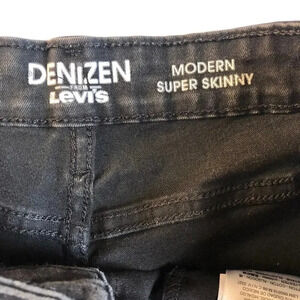 DENIZEN
FROM
Levi's
MODERN
SUPER SKINNY